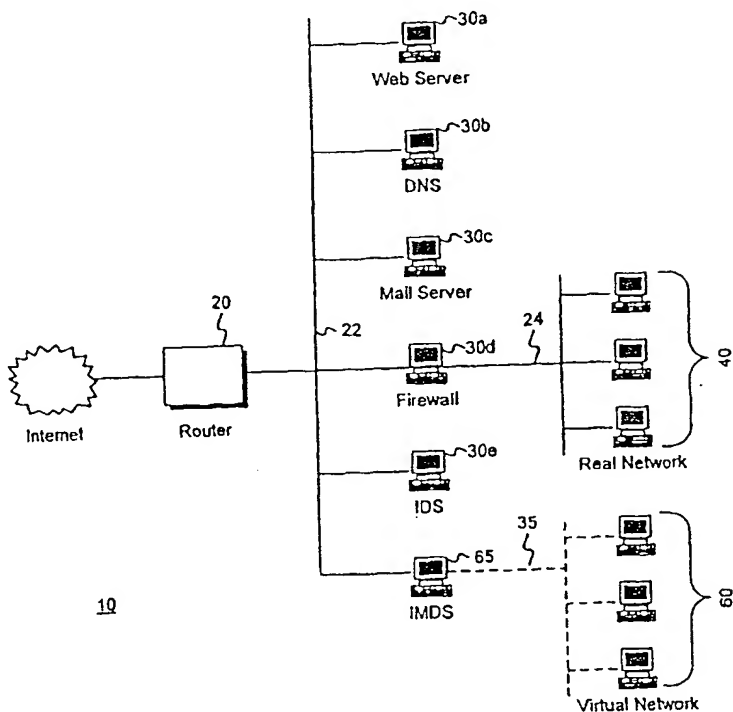 30a
Web Server
30b
DNS
30c
Mail Server
20
22
30d
24
40
Internet
Router
Firewall
Real Network
30e
IDS
35
65
IMDS
60
10
Virtual Network